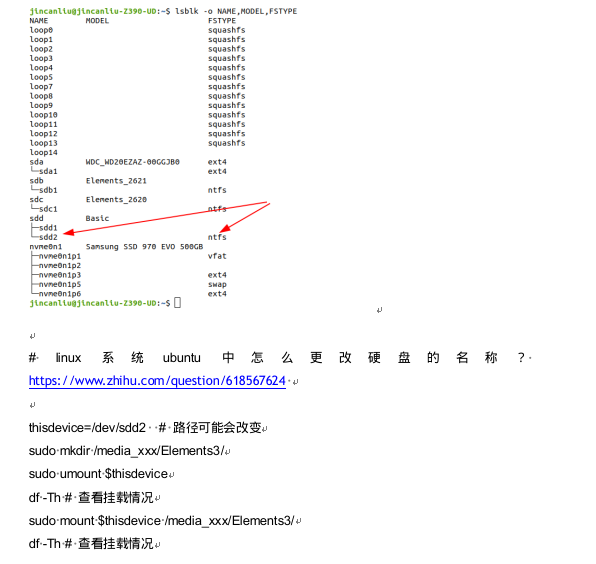 jincanliu@jincanliu-Z390-UD:~$ lsblk -o NAME,MODEL,FSTYPE
NAME MODEL FSTYPE
loop0 squashfs
loop1 squashfs
loop2 squashfs
loop3 squashfs
loop4 squashfs
loop5 squashfs
loop7 squashfs
loop8 squashfs
loop9 squashfs
loop10 squashfs
loop11 squashfs
loop12 squashfs
loop13 squashfs
loop14
sda WDC_WD20EZAZ-00GGJB0 ext4
└─sda1 ext4
sdb Elements_2621
└─sdb1 ntfs
sdc Elements_2620
└─sdc1 ntfs
sdd Basic
├─sdd1
└─sdd2 ntfs
nvme0n1 Samsung SSD 970 EVO 500GB
├─nvme0n1p1 vfat
├─nvme0n1p2
├─nvme0n1p3 ext4
├─nvme0n1p5 swap
└─nvme0n1p6 ext4
jincanliu@jincanliu-Z390-UD:~$
# linux 系统 ubuntu 中怎么更改硬盘的名称?
https://www.zhihu.com/question/618567624
thisdevice=/dev/sdd2 # 路径可能会改变
sudo mkdir /media_xxx/Elements3/
sudo umount $thisdevice
df -Th # 查看挂载情况
sudo mount $thisdevice /media_xxx/Elements3/
df -Th # 查看挂载情况